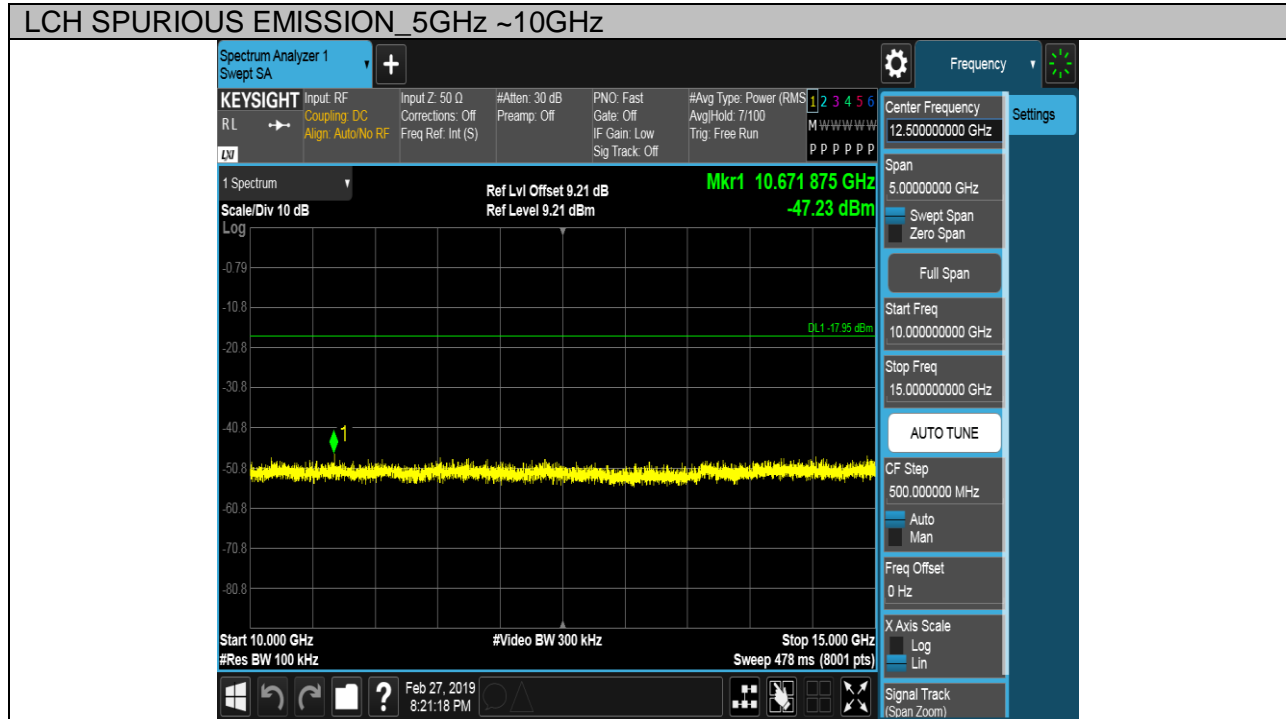 LCH SPURIOUS EMISSION_5GHz ~10GHz
Spectrum Analyzer 1
Swept SA
+
Frequency
KEYSIGHT
RL
LXI
Input: RF
Coupling: DC
Align: Auto/No RF
Input Z: 50 Ω
Corrections: Off
Freq Ref: Int (S)
#Atten: 30 dB
Preamp: Off
PNO: Fast
Gate: Off
IF Gain: Low
Sig Track: Off
#Avg Type: Power (RMS
Avg|Hold: 7/100
Trig: Free Run
1 2 3 4 5 6
M W W W W W
P P P P P P
1 Spectrum
Scale/Div 10 dB
Ref Lvl Offset 9.21 dB
Ref Level 9.21 dBm
Mkr1 10.671 875 GHz
-47.23 dBm
Log
-0.79
-10.8
DL1 -17.95 dBm
-20.8
-30.8
-40.8
1
-50.8
-60.8
-70.8
-80.8
Start 10.000 GHz
#Res BW 100 kHz
#Video BW 300 kHz
Stop 15.000 GHz
Sweep 478 ms (8001 pts)
Feb 27, 2019
8:21:18 PM
?
Center Frequency
12.500000000 GHz
Settings
Span
5.00000000 GHz
Swept Span
Zero Span
Full Span
Start Freq
10.000000000 GHz
Stop Freq
15.000000000 GHz
AUTO TUNE
CF Step
500.000000 MHz
Auto
Man
Freq Offset
0 Hz
X Axis Scale
Log
Lin
Signal Track
(Span Zoom)